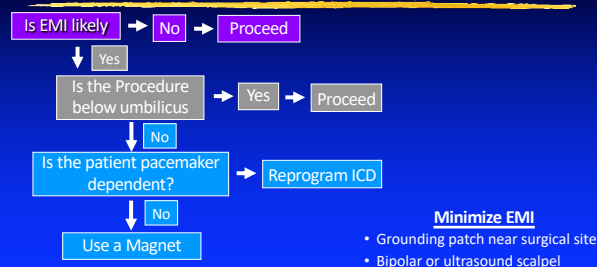 Is EMI likely
No
Proceed
Yes
Is the Procedure
below umbilicus
Yes
Proceed
No
Is the patient pacemaker
dependent?
Reprogram ICD
No
Use a Magnet
Minimize EMI
• Grounding patch near surgical site
• Bipolar or ultrasound scalpel